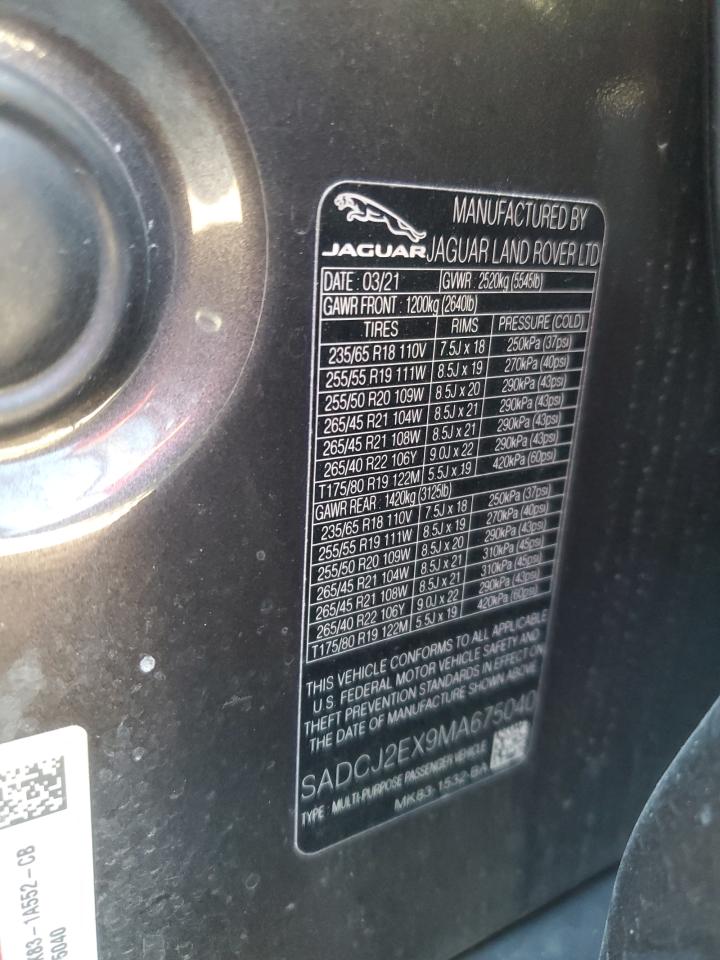 MANUFACTURED BY
JAGUAR JAGUAR LAND ROVER LTD
DATE : 03/21 GVWR : 2520kg (5545lb)
GAWR FRONT : 1200kg (2640lb)
TIRES RIMS PRESSURE (COLD)
235/65 R18 110V 7.5J x 18 250kPa (37psi)
255/55 R19 111W 8.5J x 19 270kPa (40psi)
255/50 R20 109W 8.5J x 20 290kPa (43psi)
265/45 R21 104W 8.5J x 21 290kPa (43psi)
265/45 R21 108W 8.5J x 21 290kPa (43psi)
265/40 R22 106Y 9.0J x 22 290kPa (43psi)
T175/80 R19 122M 5.5J x 19 420kPa (60psi)
GAWR REAR : 1420kg (3125lb)
235/65 R18 110V 7.5J x 18 250kPa (37psi)
255/55 R19 111W 8.5J x 19 270kPa (40psi)
255/50 R20 109W 8.5J x 20 290kPa (43psi)
265/45 R21 104W 8.5J x 21 310kPa (45psi)
265/45 R21 108W 8.5J x 21 310kPa (45psi)
265/40 R22 106Y 9.0J x 22 290kPa (43psi)
T175/80 R19 122M 5.5J x 19 420kPa (60psi)
THIS VEHICLE CONFORMS TO ALL APPLICABLE
U.S. FEDERAL MOTOR VEHICLE SAFETY AND
THEFT PREVENTION STANDARDS IN EFFECT ON
THE DATE OF MANUFACTURE SHOWN ABOVE
SADCJ2EX9MA675040
TYPE : MULTI-PURPOSE PASSENGER VEHICLE
MK83 1532-BA
K83-1A552-CB
5040